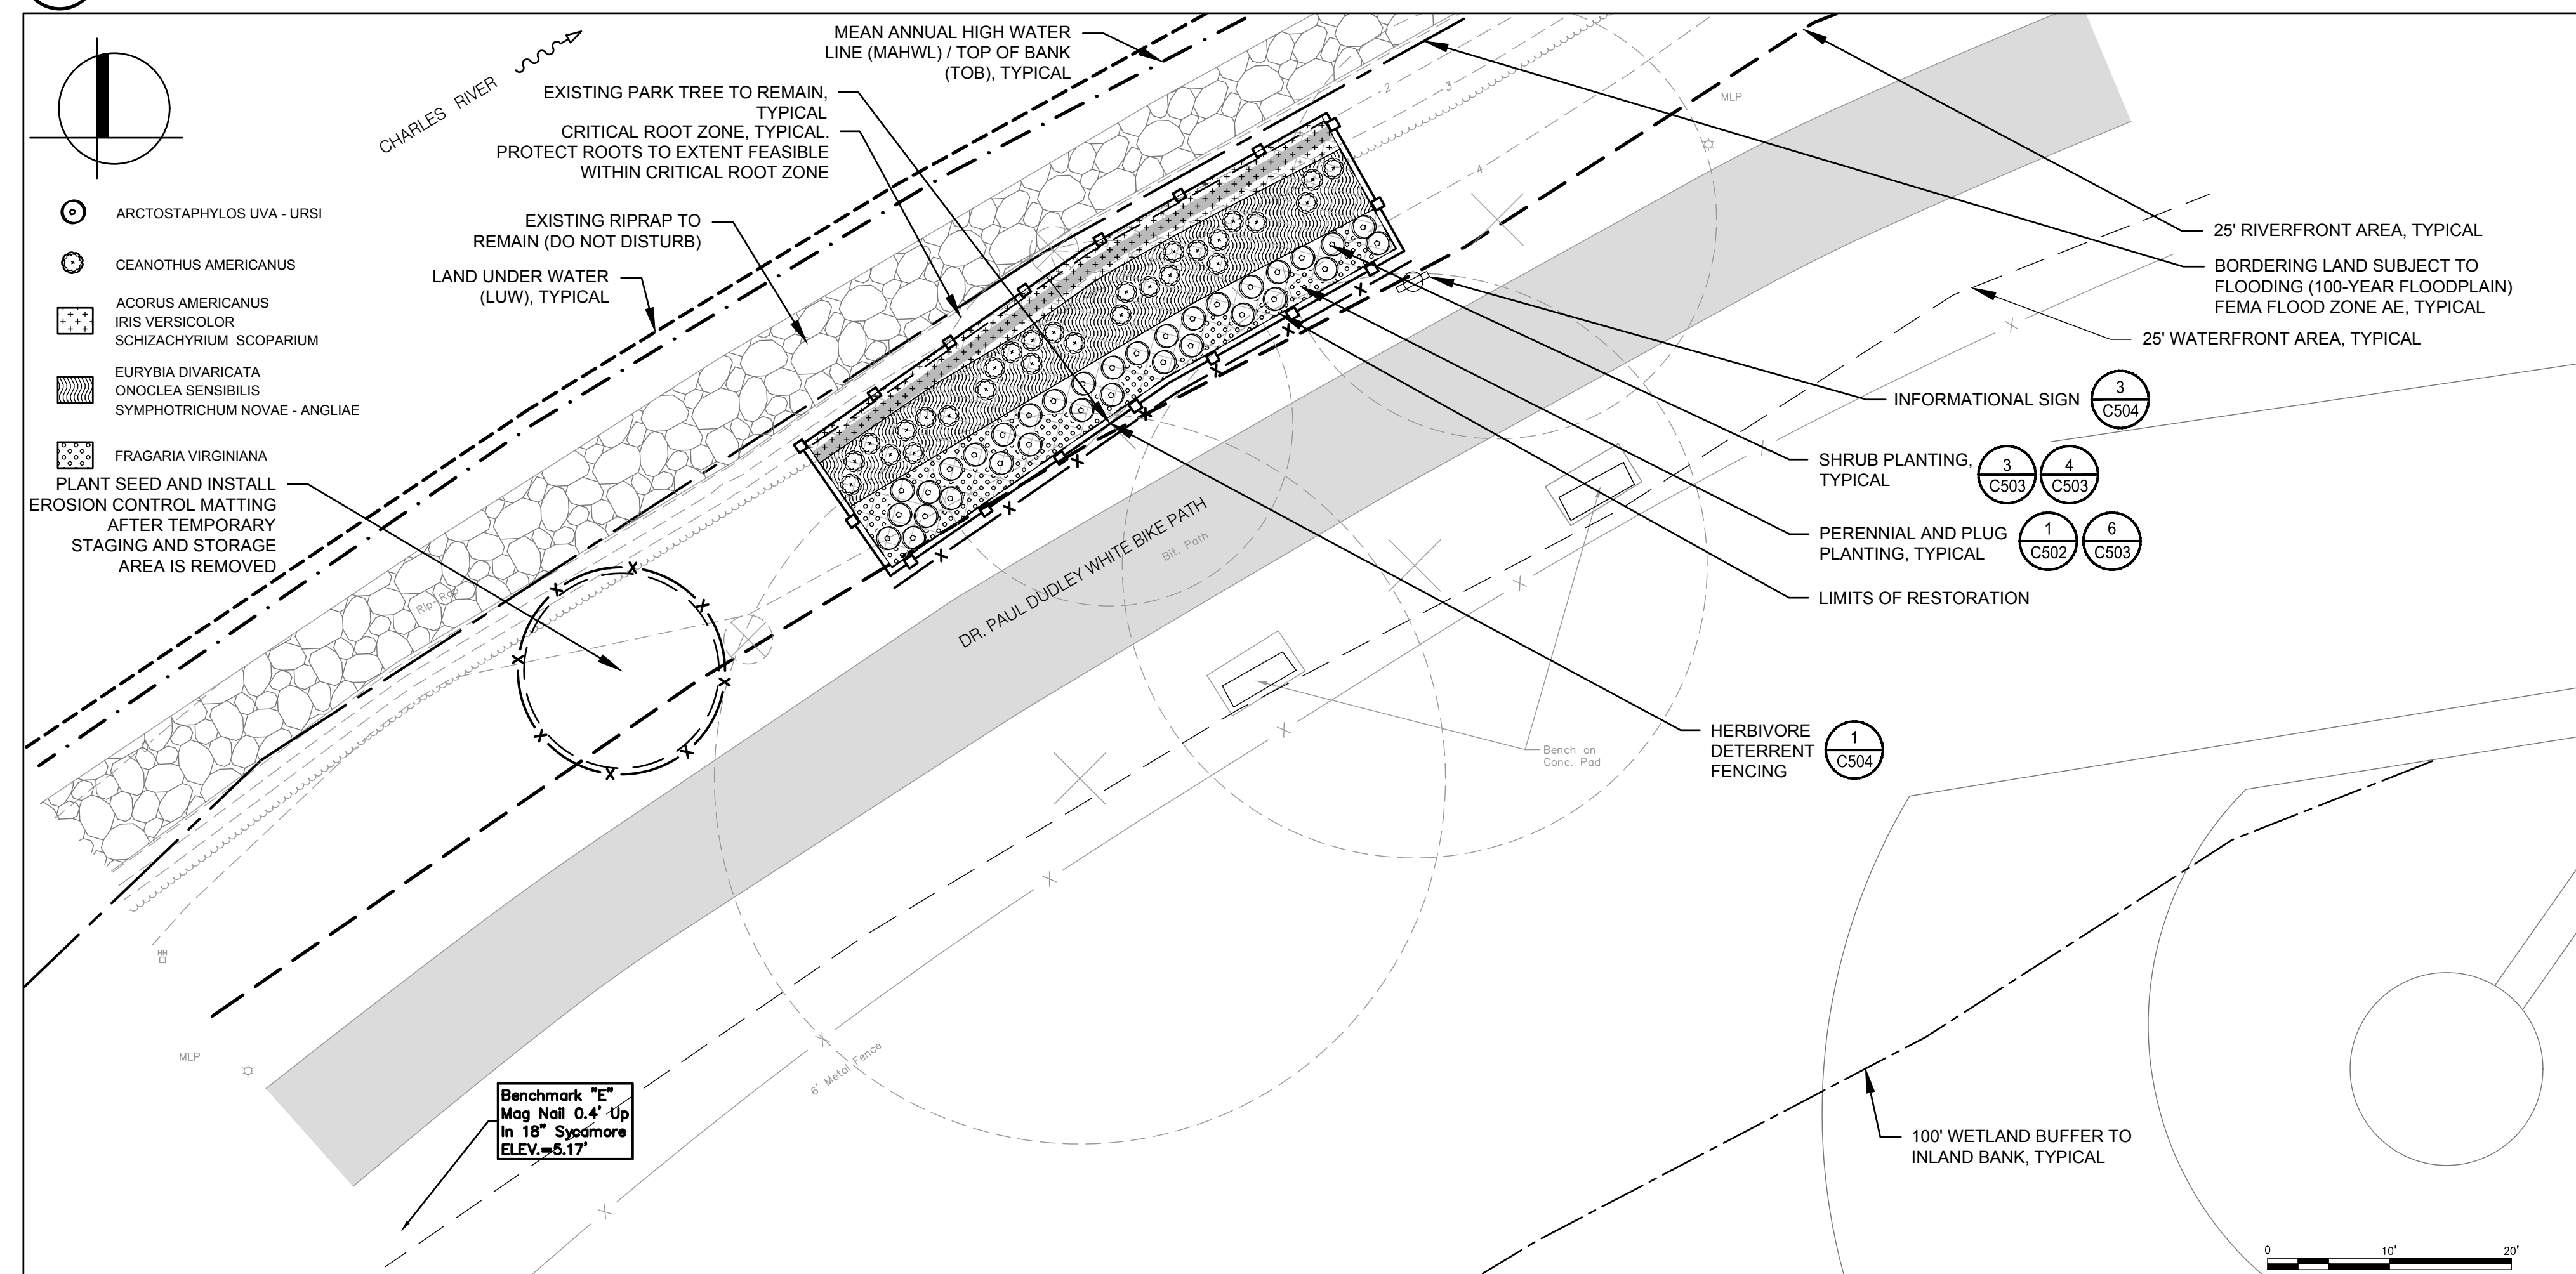 MEAN ANNUAL HIGH WATER
LINE (MAHWL) / TOP OF BANK
(TOB), TYPICAL
CHARLES RIVER
EXISTING PARK TREE TO REMAIN,
TYPICAL
CRITICAL ROOT ZONE, TYPICAL.
PROTECT ROOTS TO EXTENT FEASIBLE
WITHIN CRITICAL ROOT ZONE
EXISTING RIPRAP TO
REMAIN (DO NOT DISTURB)
LAND UNDER WATER
(LUW), TYPICAL
ARCTOSTAPHYLOS UVA - URSI
CEANOTHUS AMERICANUS
ACORUS AMERICANUS
IRIS VERSICOLOR
SCHIZACHYRIUM SCOPARIUM
EURYBIA DIVARICATA
ONOCLEA SENSIBILIS
SYMPHOTRICHUM NOVAE - ANGLIAE
FRAGARIA VIRGINIANA
PLANT SEED AND INSTALL
EROSION CONTROL MATTING
AFTER TEMPORARY
STAGING AND STORAGE
AREA IS REMOVED
2
3
4
MLP
25' RIVERFRONT AREA, TYPICAL
BORDERING LAND SUBJECT TO
FLOODING (100-YEAR FLOODPLAIN)
FEMA FLOOD ZONE AE, TYPICAL
25' WATERFRONT AREA, TYPICAL
INFORMATIONAL SIGN
3
C504
SHRUB PLANTING,
TYPICAL
3
C503
4
C503
PERENNIAL AND PLUG
PLANTING, TYPICAL
1
C502
6
C503
LIMITS OF RESTORATION
HERBIVORE
DETERRENT
FENCING
1
C504
DR. PAUL DUDLEY WHITE BIKE PATH
Bit. Path
Rip-Rap
Bench on
Conc. Pad
HH
MLP
6' Metal Fence
Benchmark "E"
Mag Nail 0.4' Up
In 18" Sycamore
ELEV.=5.17'
100' WETLAND BUFFER TO
INLAND BANK, TYPICAL
0 10' 20'